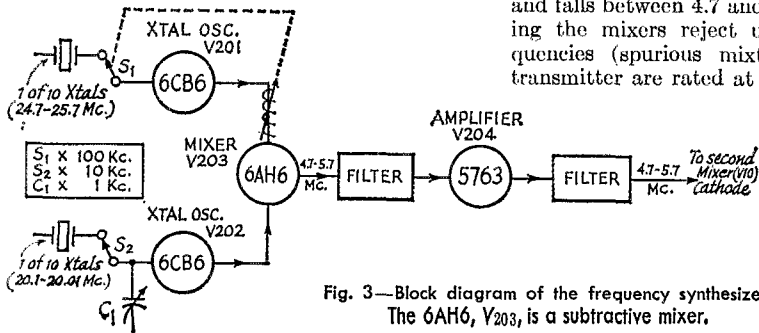 and falls between 4.7 and
ing the mixers reject u
quencies (spurious mixt
transmitter are rated at
XTAL OSC.
V201
6CB6
S1
1 of 10 Xtals
(24.7-25.7 Mc.)
S1 X 100 Kc.
S2 X 10 Kc.
C1 X 1 Kc.
MIXER
V203
6AH6
4.7-5.7
MC.
FILTER
AMPLIFIER
V204
5763
FILTER
4.7-5.7
MC.
To second
Mixer (V10)
Cathode
XTAL OSC.
V202
6CB6
S2
1 of 10 Xtals
(20.1-20.01 Mc.)
C1
Fig. 3—Block diagram of the frequency synthesize
The 6AH6, V203, is a subtractive mixer.